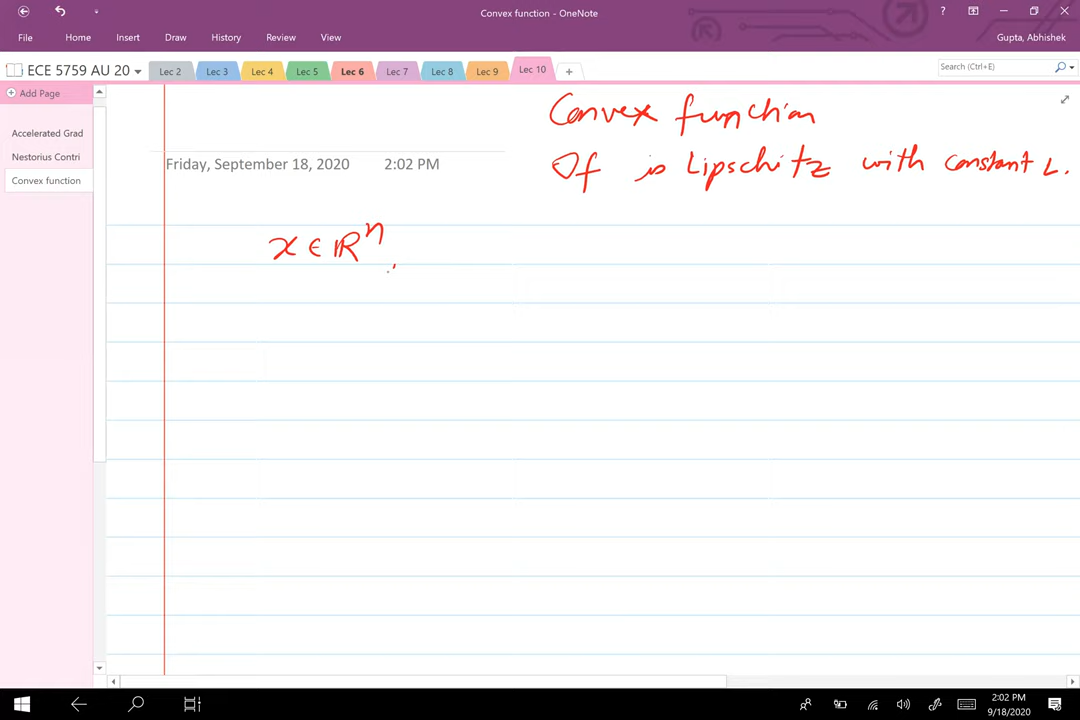 Convex function - OneNote
?
File Home Insert Draw History Review View
Gupta, Abhishek
ECE 5759 AU 20
Lec 2 Lec 3 Lec 4 Lec 5 Lec 6 Lec 7 Lec 8 Lec 9 Lec 10 +
Search (Ctrl+E)
Add Page
Accelerated Grad
Nestorius Contri
Convex function
Convex function
Friday, September 18, 2020 2:02 PM
∇f is Lipschitz with constant L.
x ∈ ℝⁿ
2:02 PM
9/18/2020